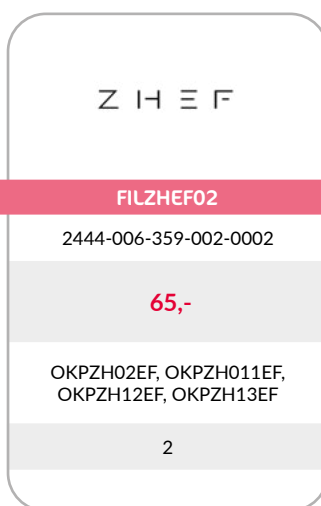 ZHEF
FILZHEF02
2444-006-359-002-0002
65,-
OKPZH02EF, OKPZH011EF,
OKPZH12EF, OKPZH13EF
2